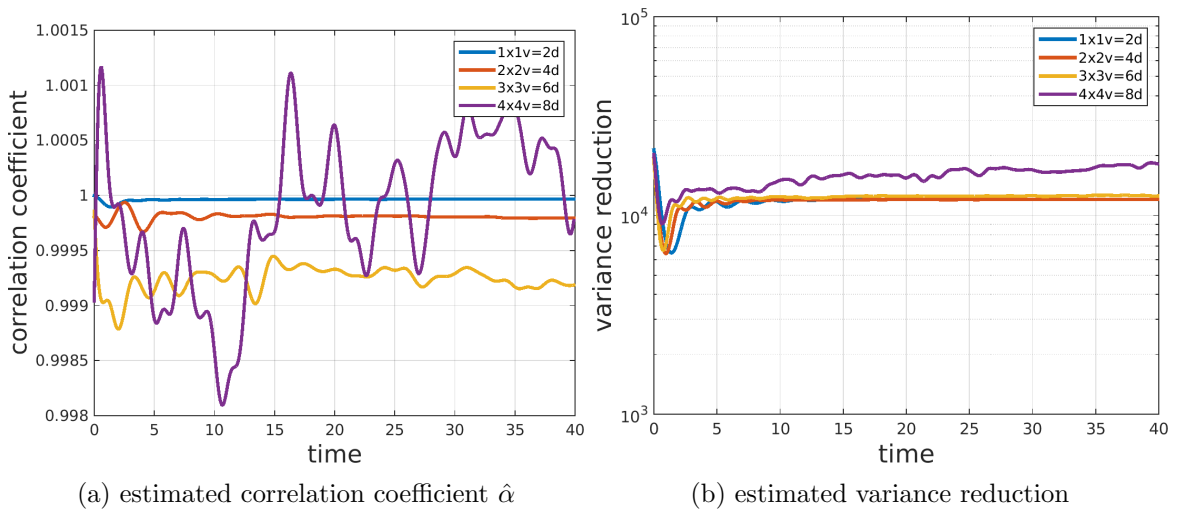 correlation coefficient
1.0015
1.001
1.0005
1
0.9995
0.999
0.9985
0.998
0 5 10 15 20 25 30 35 40
time
1x1v=2d
2x2v=4d
3x3v=6d
4x4v=8d
(a) estimated correlation coefficient α̂
variance reduction
10⁵
10⁴
10³
0 5 10 15 20 25 30 35 40
time
1x1v=2d
2x2v=4d
3x3v=6d
4x4v=8d
(b) estimated variance reduction